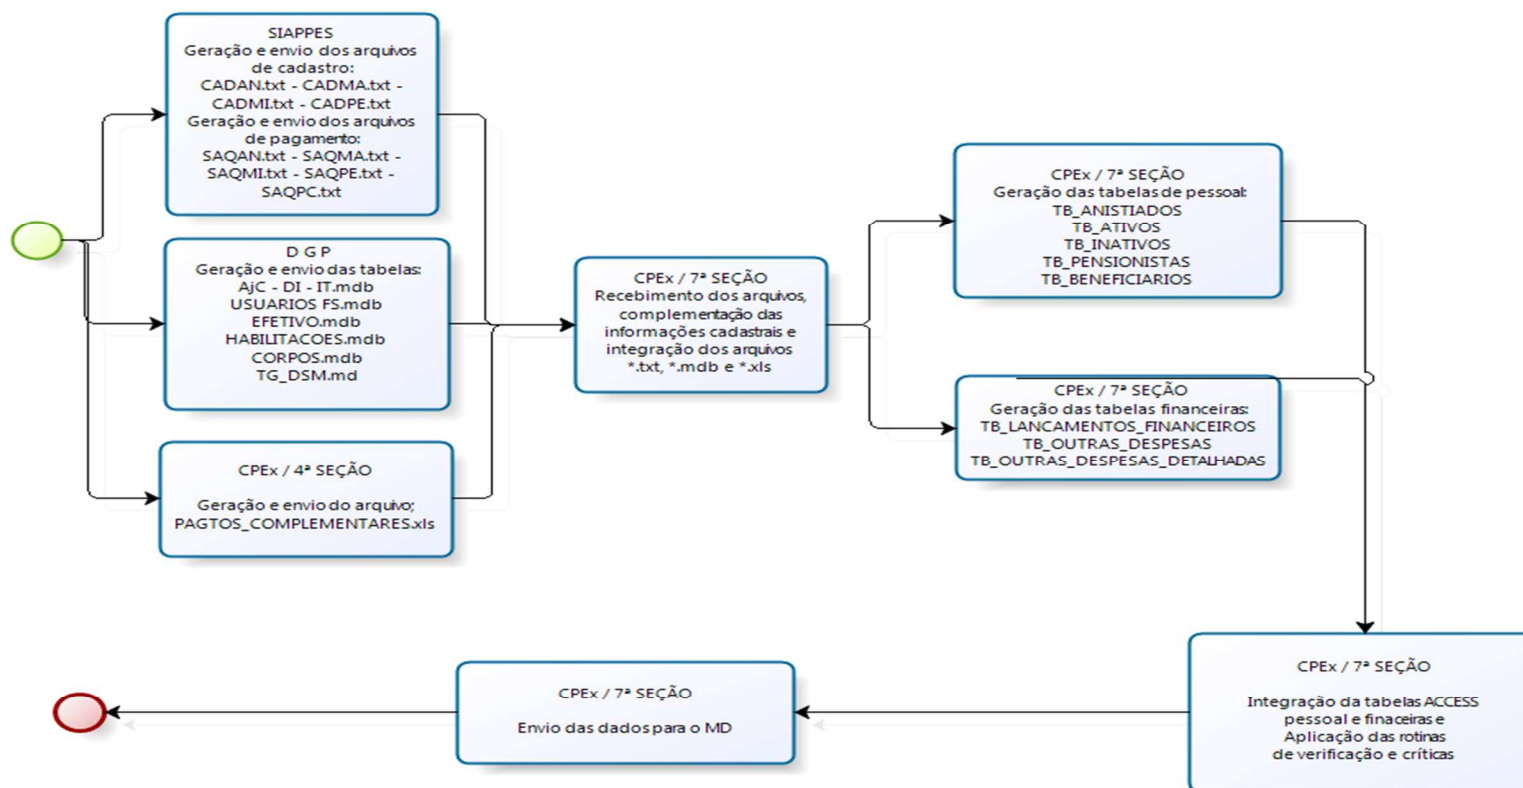 SIAPPES
Geração e envio dos arquivos
de cadastro:
CADAN.txt - CADMA.txt -
CADMI.txt - CADPE.txt
Geração e envio dos arquivos
de pagamento:
SAQAN.txt - SAQMA.txt -
SAQMI.txt - SAQPE.txt -
SAQPC.txt
D G P
Geração e envio das tabelas:
AjC - DI - IT.mdb
USUARIOS FS.mdb
EFETIVO.mdb
HABILITACOES.mdb
CORPOS.mdb
TG_DSM.md
CPEx / 4ª SEÇÃO
Geração e envio do arquivo;
PAGTOS_COMPLEMENTARES.xls
CPEx / 7ª SEÇÃO
Recebimento dos arquivos,
complementação das
informações cadastrais e
integração dos arquivos
*.txt, *.mdb e *.xls
CPEx / 7ª SEÇÃO
Geração das tabelas de pessoal:
TB_ANISTIADOS
TB_ATIVOS
TB_INATIVOS
TB_PENSIONISTAS
TB_BENEFICIARIOS
CPEx / 7ª SEÇÃO
Geração das tabelas financeiras:
TB_LANCAMENTOS_FINANCEIROS
TB_OUTRAS_DESPESAS
TB_OUTRAS_DESPESAS_DETALHADAS
CPEx / 7ª SEÇÃO
Integração da tabelas ACCESS
pessoal e finaceiras e
Aplicação das rotinas
de verificação e críticas
CPEx / 7ª SEÇÃO
Envio das dados para o MD